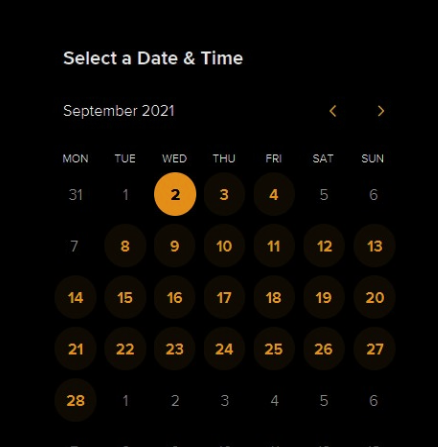 Select a Date & Time
September 2021
MON TUE WED THU FRI SAT SUN
31 1 2 3 4 5 6
7 8 9 10 11 12 13
14 15 16 17 18 19 20
21 22 23 24 25 26 27
28 1 2 3 4 5 6